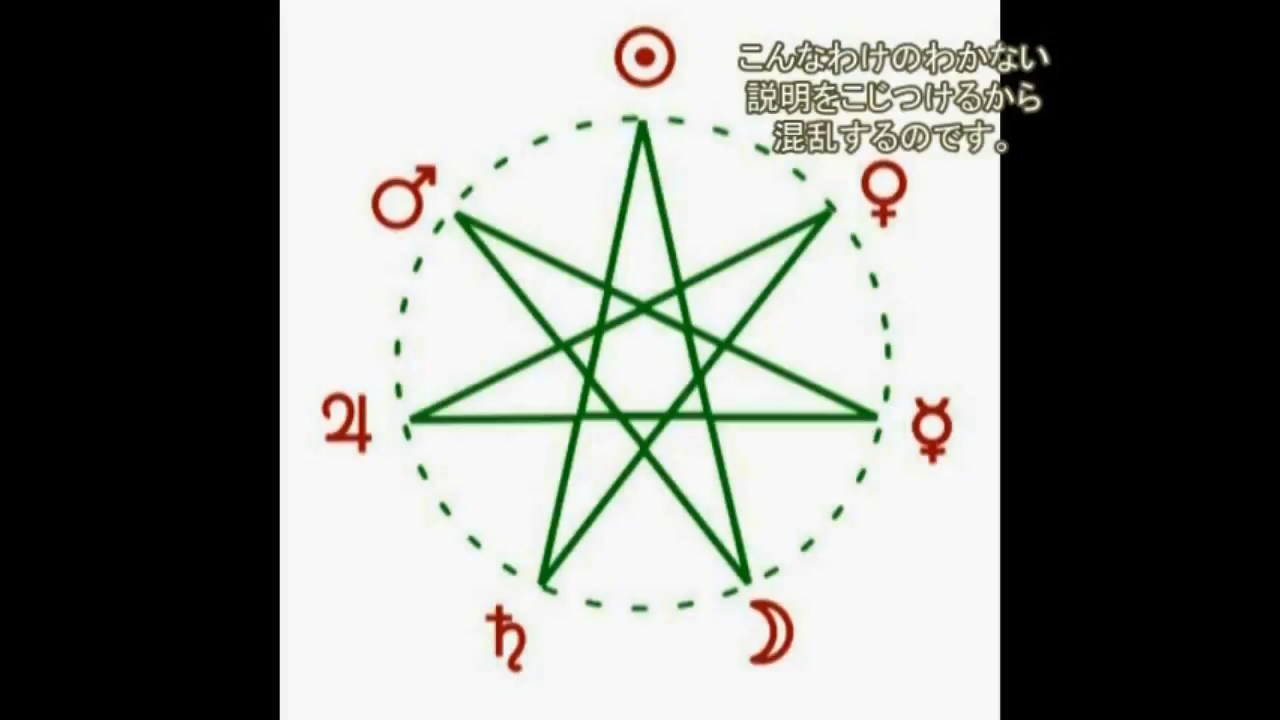 こんなわけのわかない
説明をこじつけるから
混乱するのです。